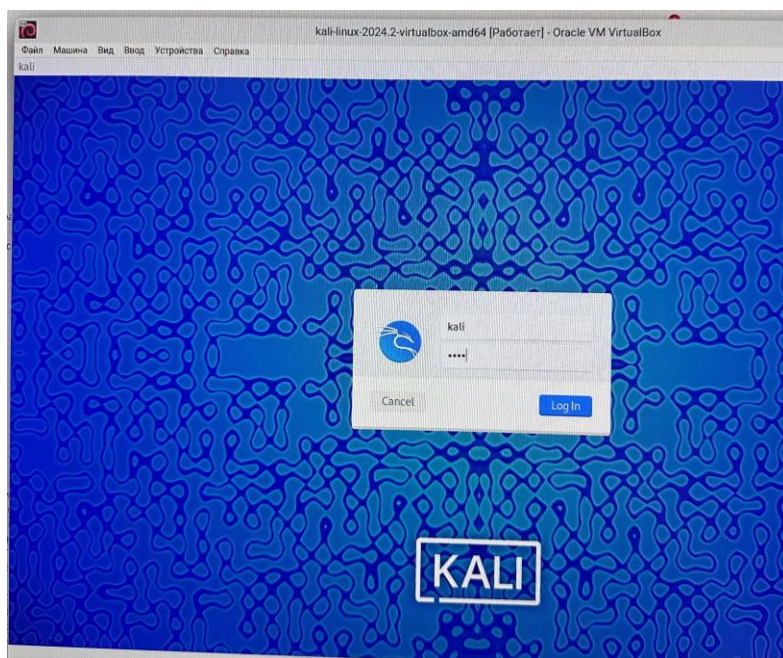 kali-linux-2024.2-virtualbox-amd64 [Работает] - Oracle VM VirtualBox
Файл Машина Вид Ввод Устройства Справка
kali
kali
••••
Cancel Log In
KALI